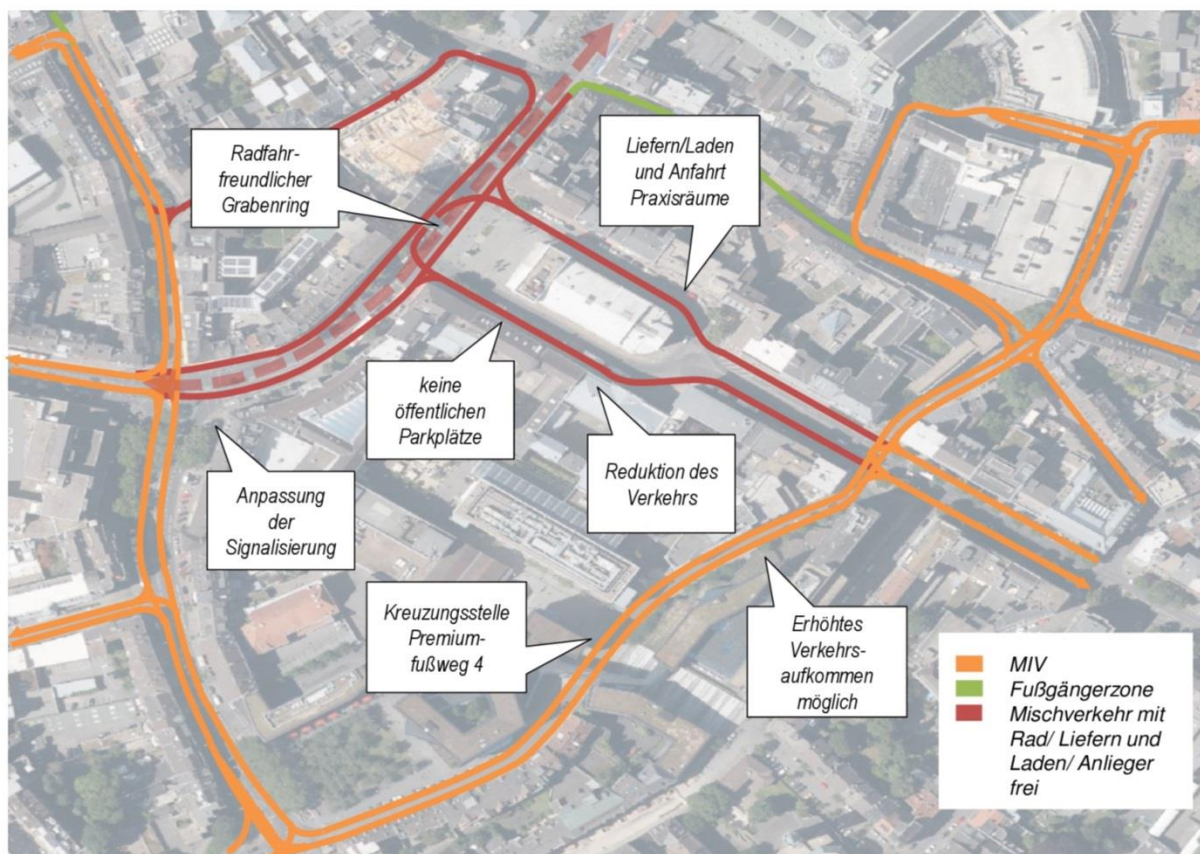 Radfahr-
freundlicher
Grabenring
Liefern/Laden
und Anfahrt
Praxisräume
keine
öffentlichen
Parkplätze
Reduktion des
Verkehrs
Anpassung
der
Signalisierung
Kreuzungsstelle
Premium-
fußweg 4
Erhöhtes
Verkehrs-
aufkommen
möglich
MIV
Fußgängerzone
Mischverkehr mit
Rad/ Liefern und
Laden/ Anlieger
frei